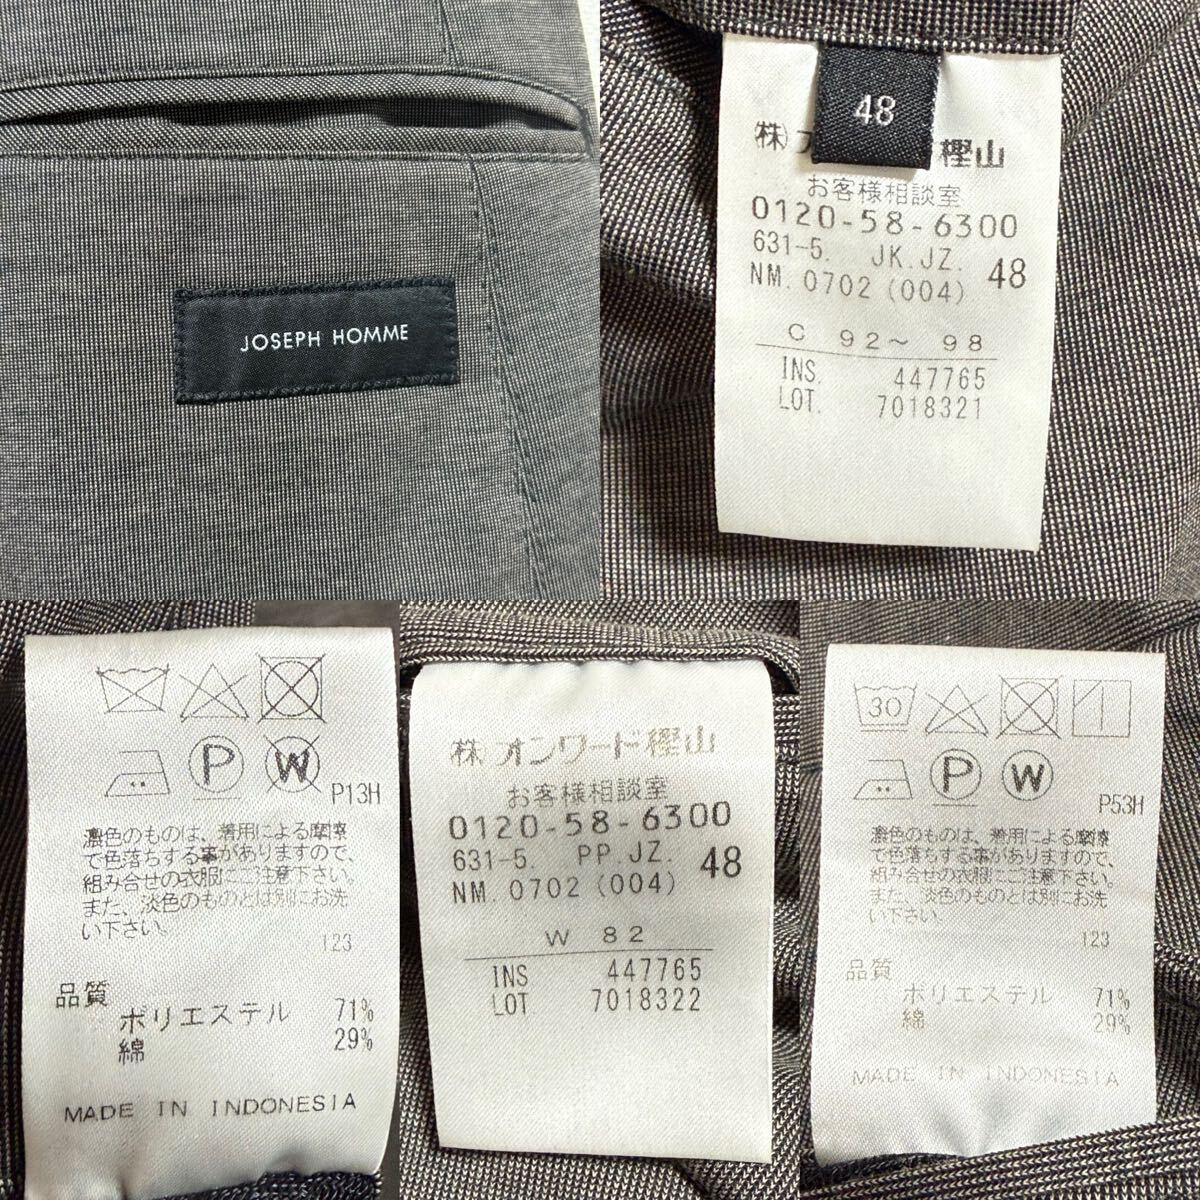 JOSEPH HOMME
48
㈱オ 樫山
お客様相談室
0120-58-6300
631-5. JK.JZ. 48
NM. 0702 (004)
C 92～ 98
INS. 447765
LOT. 7018321
P W P13H
濃色のものは、着用による摩擦
で色落ちする事がありますので、
組み合せの衣服にご注意下さい。
また、淡色のものとは別にお洗
い下さい。
123
品質
ポリエステル 71%
綿 29%
MADE IN INDONESIA
㈱オンワード樫山
お客様相談室
0120-58-6300
631-5. PP.JZ. 48
NM. 0702 (004)
W 82
INS 447765
LOT 7018322
30
P W P53H
濃色のものは、着用による摩擦
で色落ちする事がありますので、
組み合せの衣服にご注意下さい。
また、淡色のものとは別にお洗
い下さい。
123
品質
ポリエステル 71%
綿 29%
MADE IN INDONESIA